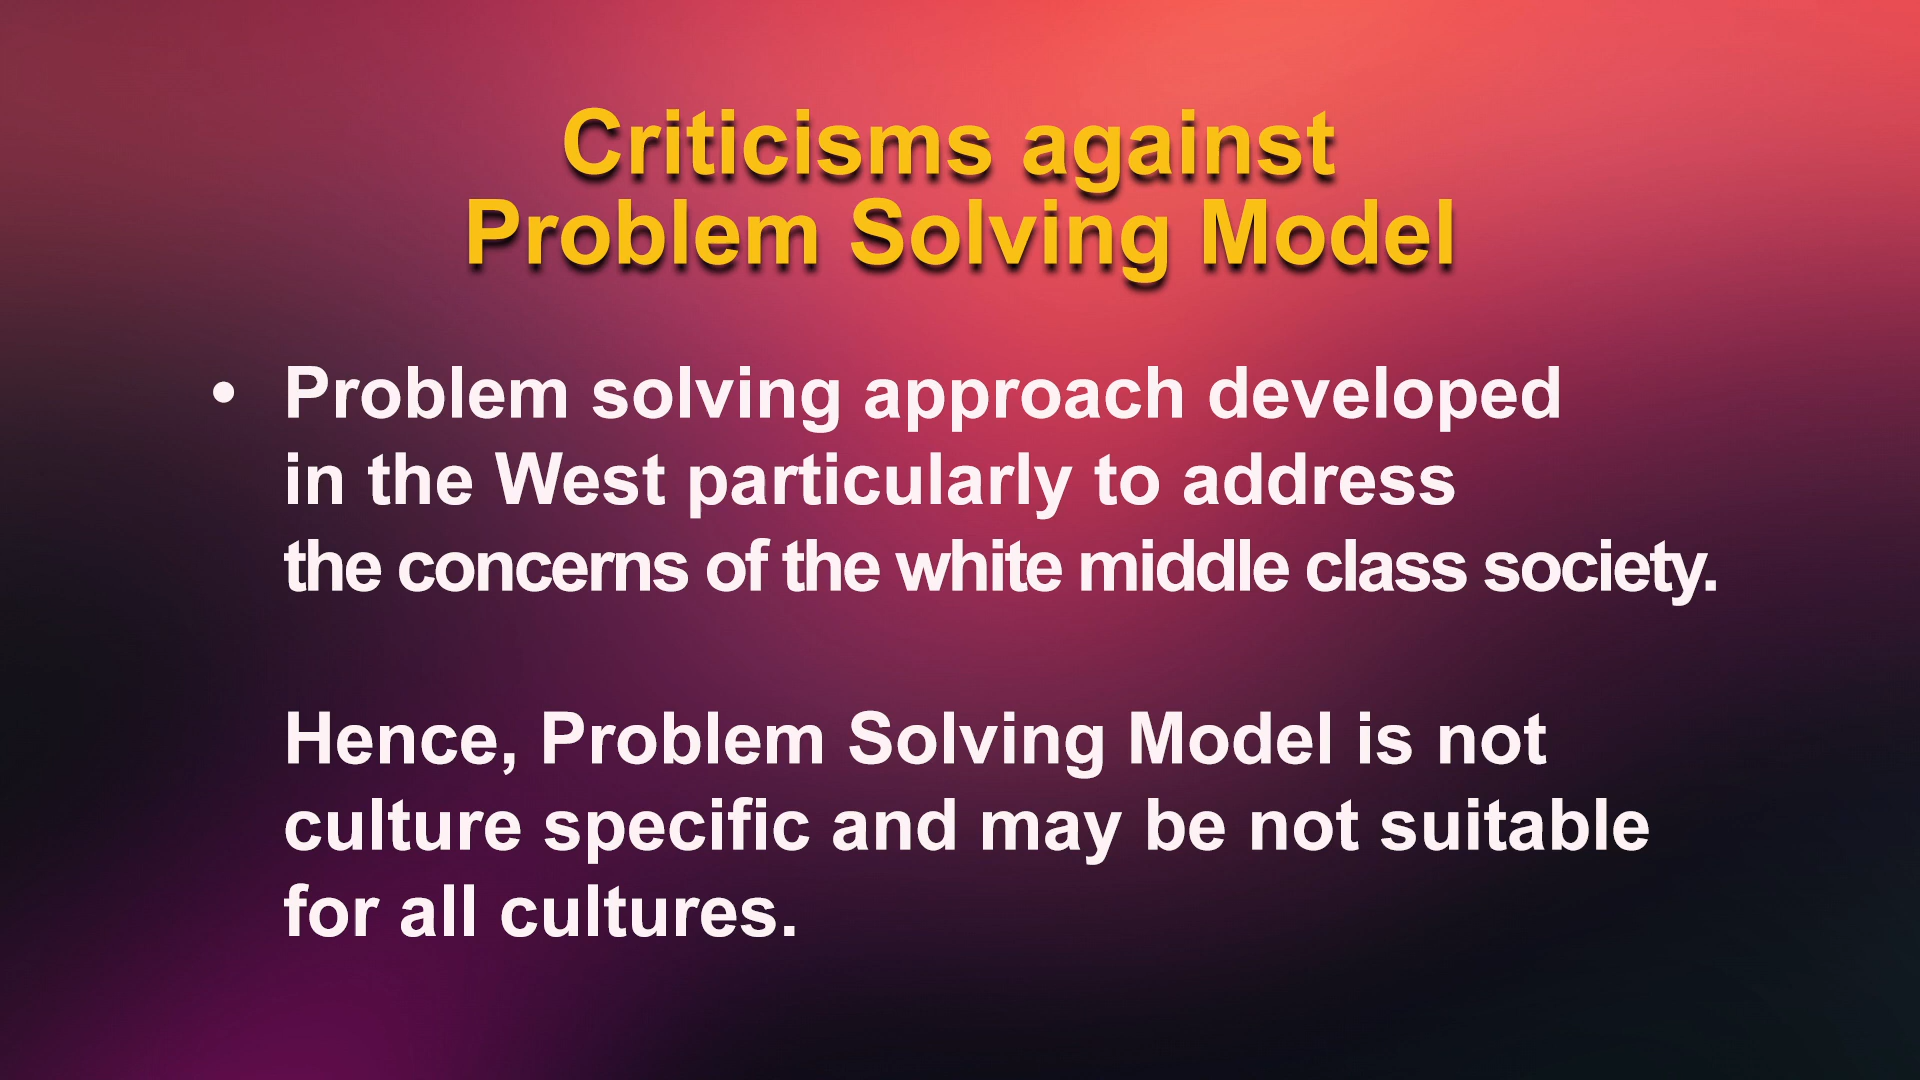 Criticisms against
Problem Solving Model
• Problem solving approach developed
in the West particularly to address
the concerns of the white middle class society.
Hence, Problem Solving Model is not
culture specific and may be not suitable
for all cultures.